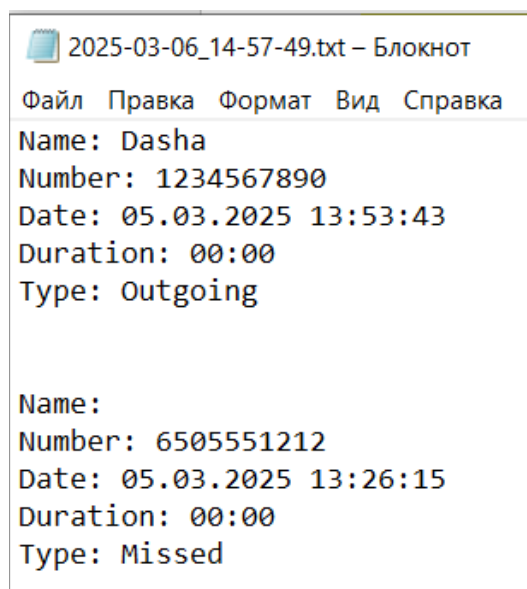 2025-03-06_14-57-49.txt – Блокнот
Файл Правка Формат Вид Справка
Name: Dasha
Number: 1234567890
Date: 05.03.2025 13:53:43
Duration: 00:00
Type: Outgoing
Name:
Number: 6505551212
Date: 05.03.2025 13:26:15
Duration: 00:00
Type: Missed